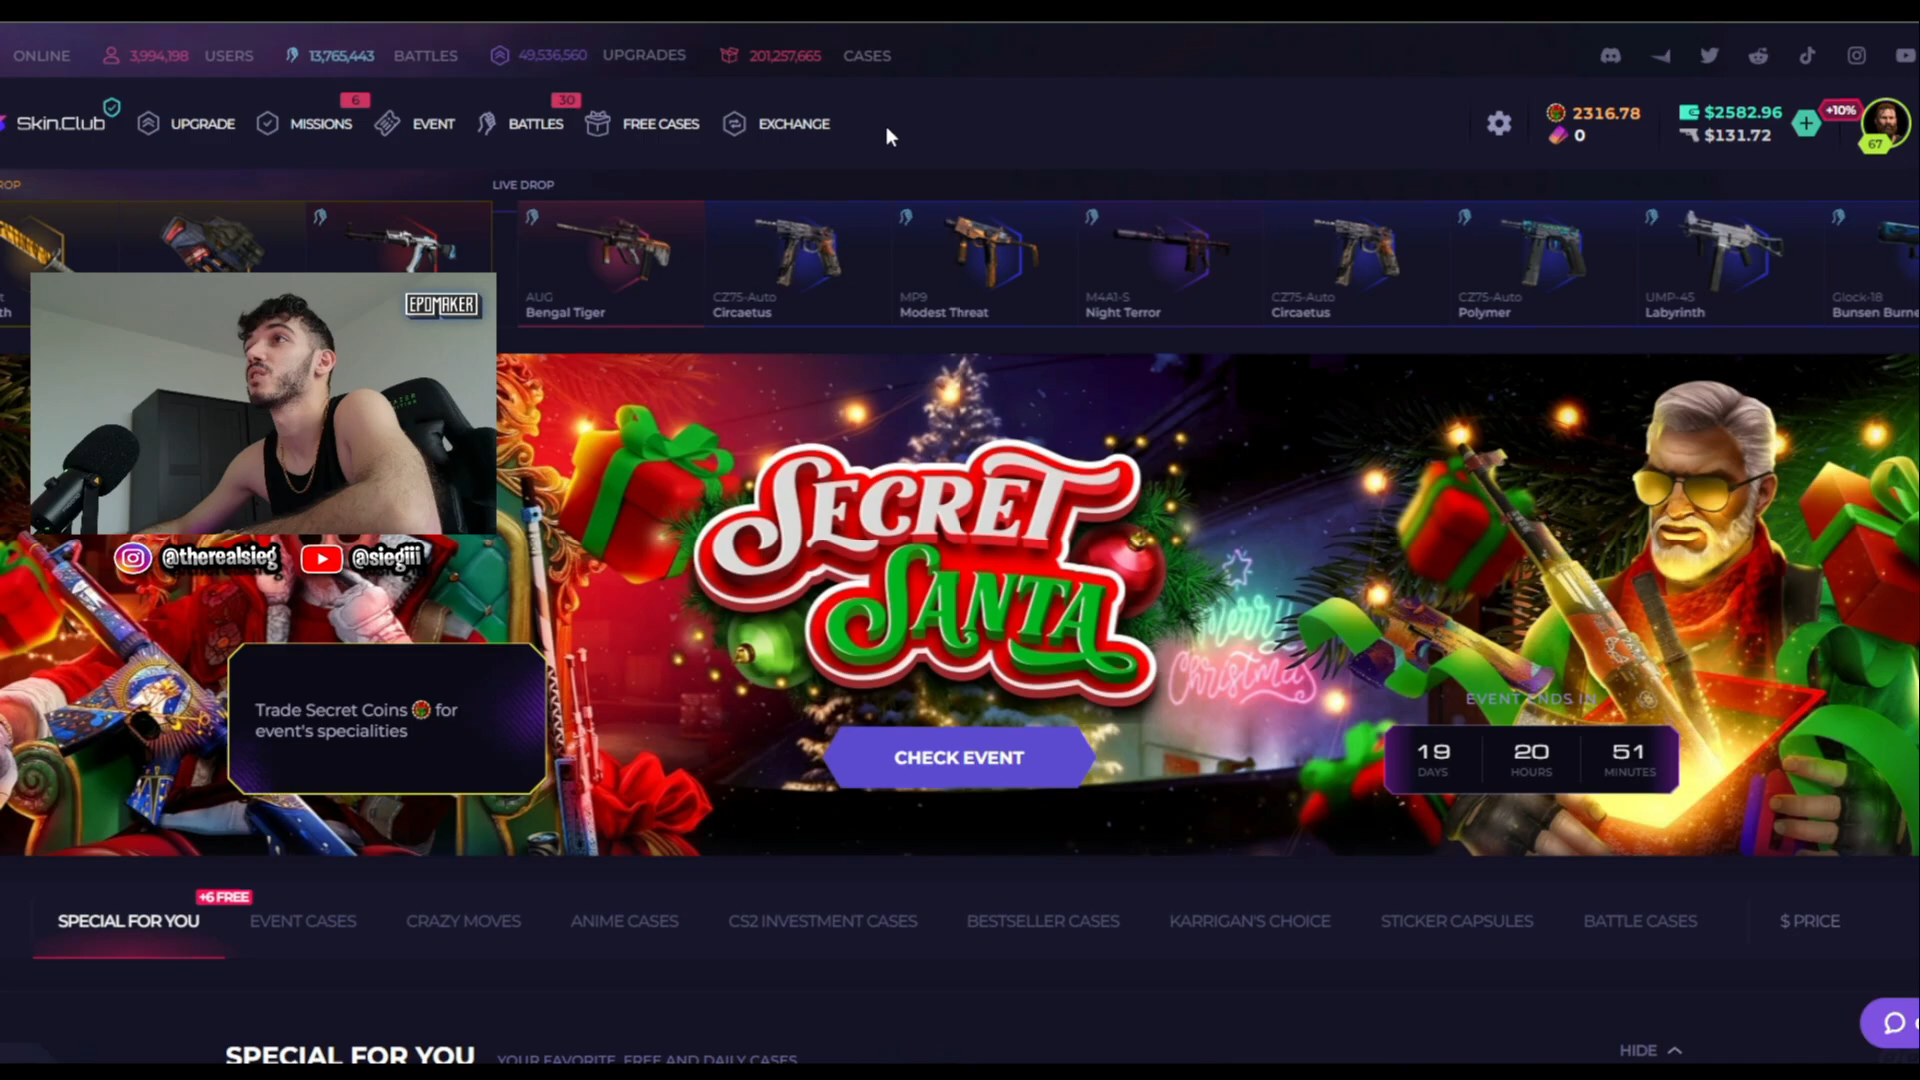 ONLINE 3,994,198 USERS 13,765,443 BATTLES 49,536,560 UPGRADES 201,257,665 CASES
Skin.Club UPGRADE MISSIONS 6 EVENT BATTLES 30 FREE CASES EXCHANGE
2316.78
0
$2582.96
$131.72
+10%
67
LIVE DROP
AUG
Bengal Tiger
CZ75-Auto
Circaetus
MP9
Modest Threat
M4A1-S
Night Terror
CZ75-Auto
Circaetus
CZ75-Auto
Polymer
UMP-45
Labyrinth
Glock-18
Bunsen Burne
EPOMAKER
@therealsieg @siegiii
SECRET
SANTA
Merry
Christmas
Trade Secret Coins for
event's specialities
CHECK EVENT
EVENT ENDS IN
19 20 51
DAYS HOURS MINUTES
+6 FREE
SPECIAL FOR YOU EVENT CASES CRAZY MOVES ANIME CASES CS2 INVESTMENT CASES BESTSELLER CASES KARRIGAN'S CHOICE STICKER CAPSULES BATTLE CASES $ PRICE
SPECIAL FOR YOU YOUR FAVORITE, FREE AND DAILY CASES
HIDE